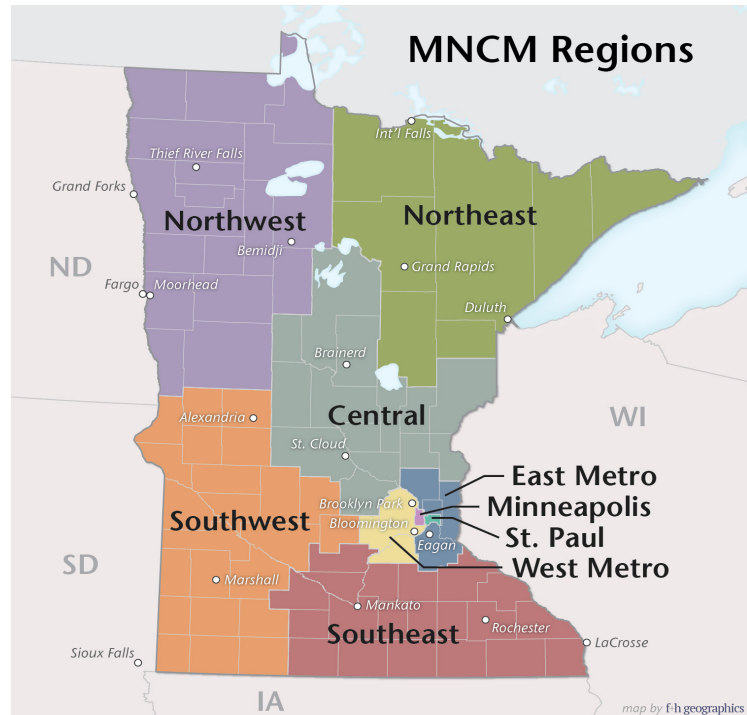 MNCM Regions
Int'l Falls
Thief River Falls
Grand Forks
Northwest
Northeast
Bemidji
ND
Grand Rapids
Fargo
Moorhead
Duluth
Brainerd
Alexandria
Central
WI
St. Cloud
East Metro
Brooklyn Park
Minneapolis
Southwest
Bloomington
St. Paul
Eagan
West Metro
SD
Marshall
Mankato
Southeast
Rochester
LaCrosse
Sioux Falls
IA
map by f+h geographics